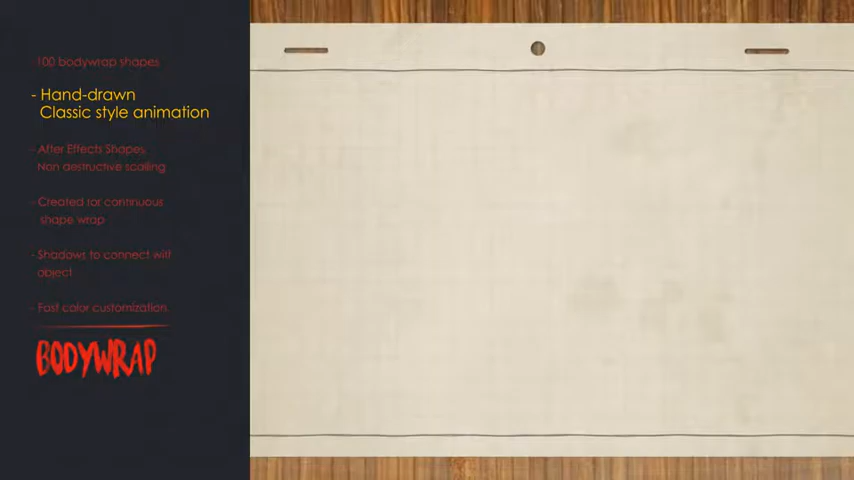 100 bodywrap shapes
- Hand-drawn
Classic style animation
- After Effects Shapes
Non destructive scalling
- Created for continuous
shape wrap
- Shadows to connect with
object
- Fast color customization.
BODYWRAP